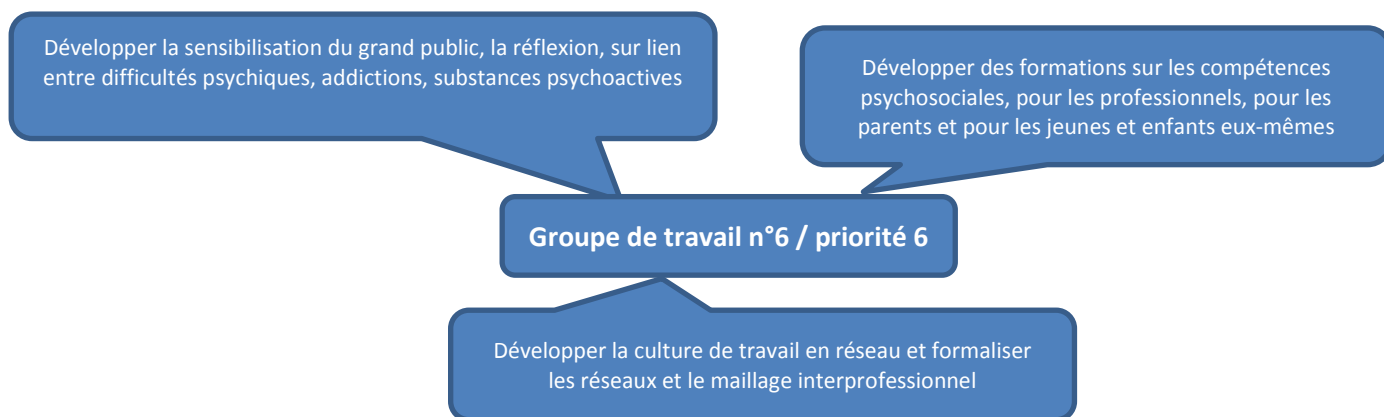 Développer la sensibilisation du grand public, la réflexion, sur lien
entre difficultés psychiques, addictions, substances psychoactives
Développer des formations sur les compétences
psychosociales, pour les professionnels, pour les
parents et pour les jeunes et enfants eux-mêmes
Groupe de travail n°6 / priorité 6
Développer la culture de travail en réseau et formaliser
les réseaux et le maillage interprofessionnel